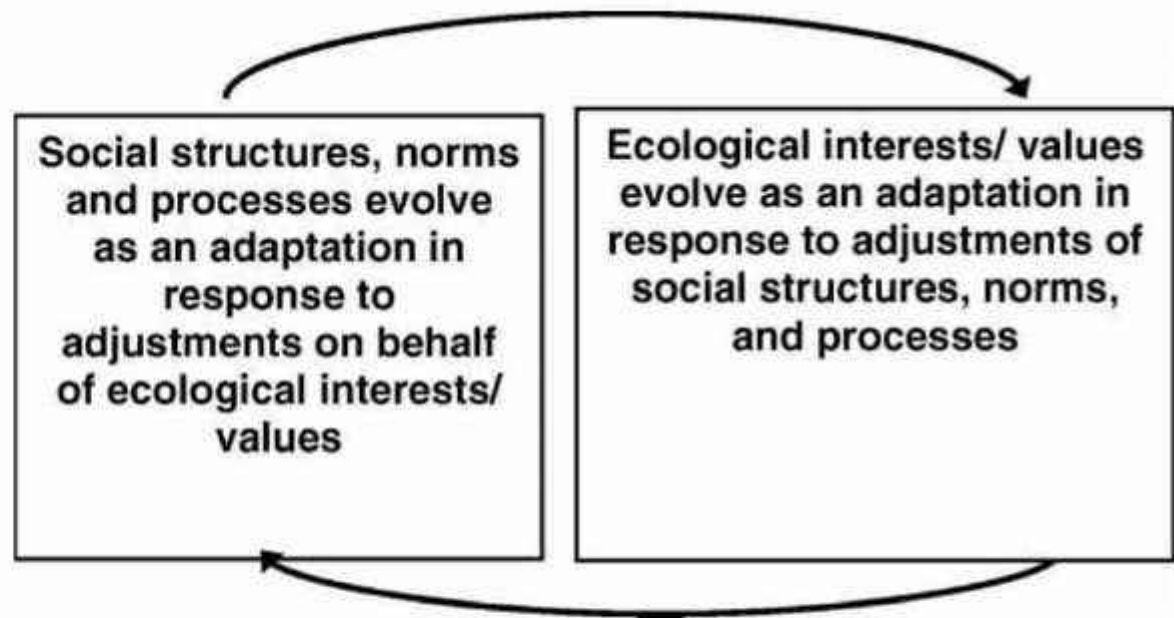 Social structures, norms
and processes evolve
as an adaptation in
response to
adjustments on behalf
of ecological interests/
values
Ecological interests/ values
evolve as an adaptation in
response to adjustments of
social structures, norms,
and processes